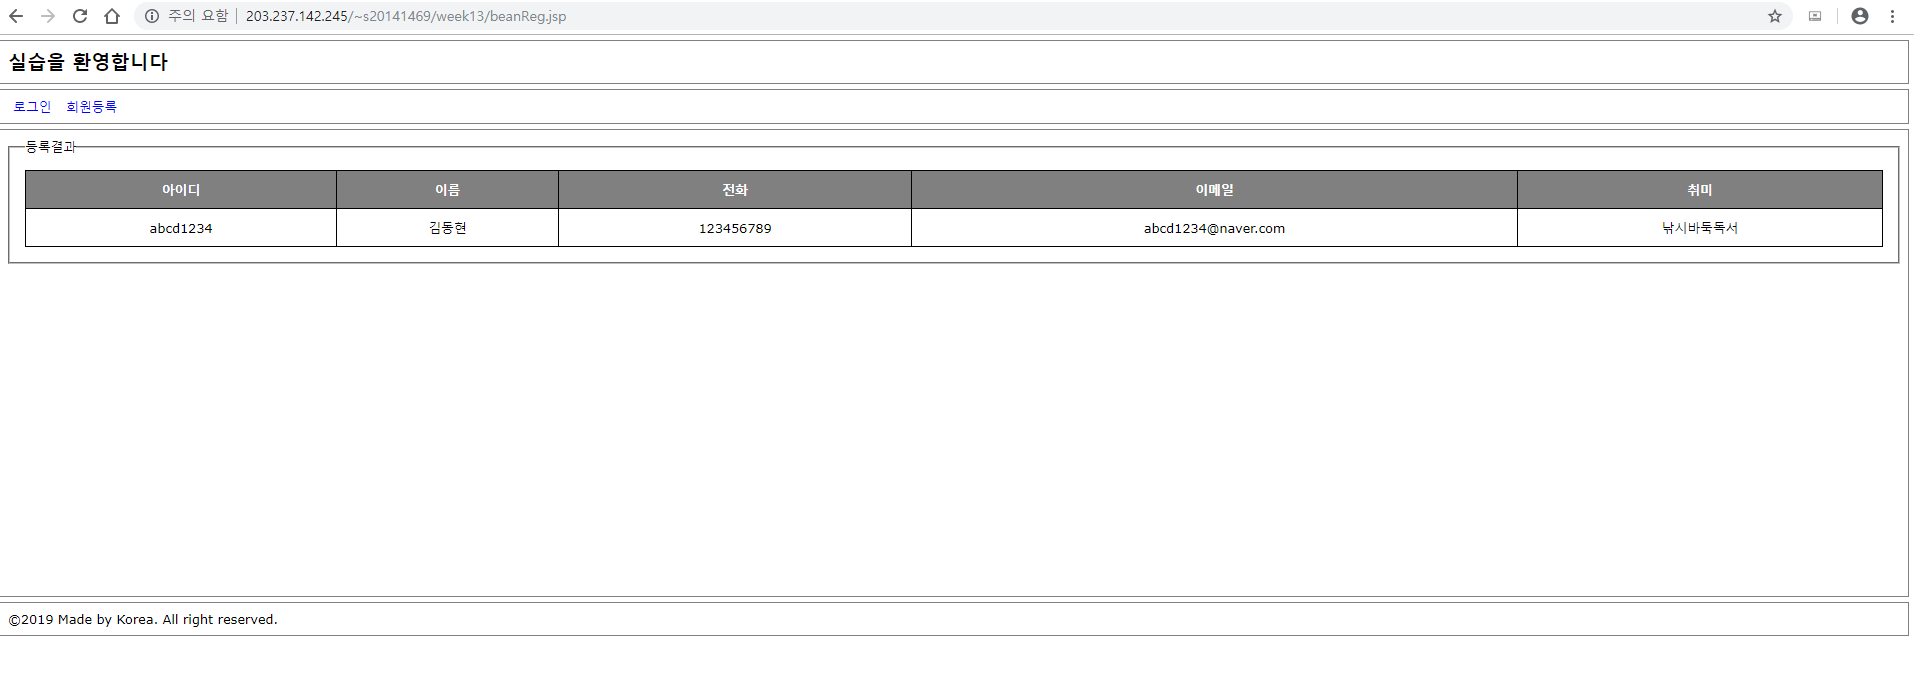 주의 요함 | 203.237.142.245/~s20141469/week13/beanReg.jsp
실습을 환영합니다
로그인 회원등록
등록결과
아이디 이름 전화 이메일 취미
abcd1234 김동현 123456789 abcd1234@naver.com 낚시바둑독서
©2019 Made by Korea. All right reserved.